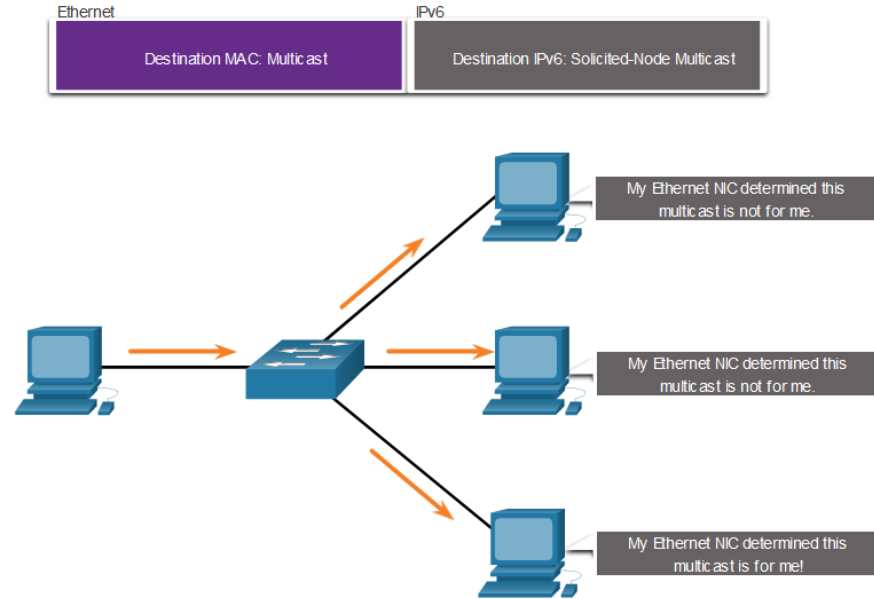 Ethernet
IPv6
Destination MAC: Multicast
Destination IPv6: Solicited-Node Multicast
My Ethernet NIC determined this
multicast is not for me.
My Ethernet NIC determined this
multicast is not for me.
My Ethernet NIC determined this
multicast is for me!